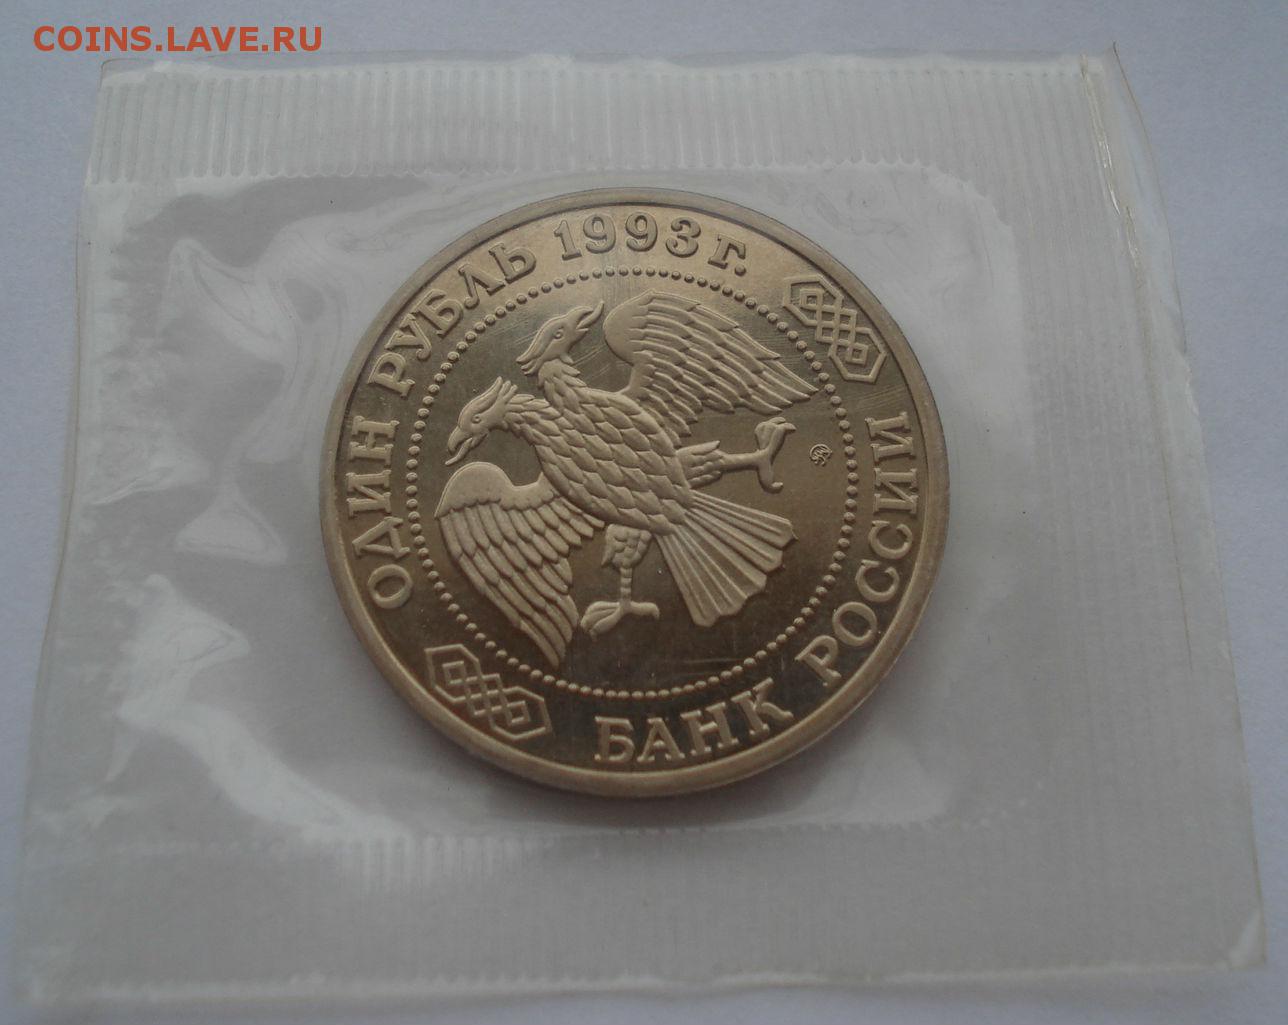 COINS.LAVE.RU
ОДИН РУБЛЬ 1993 г.
БАНК РОССИИ